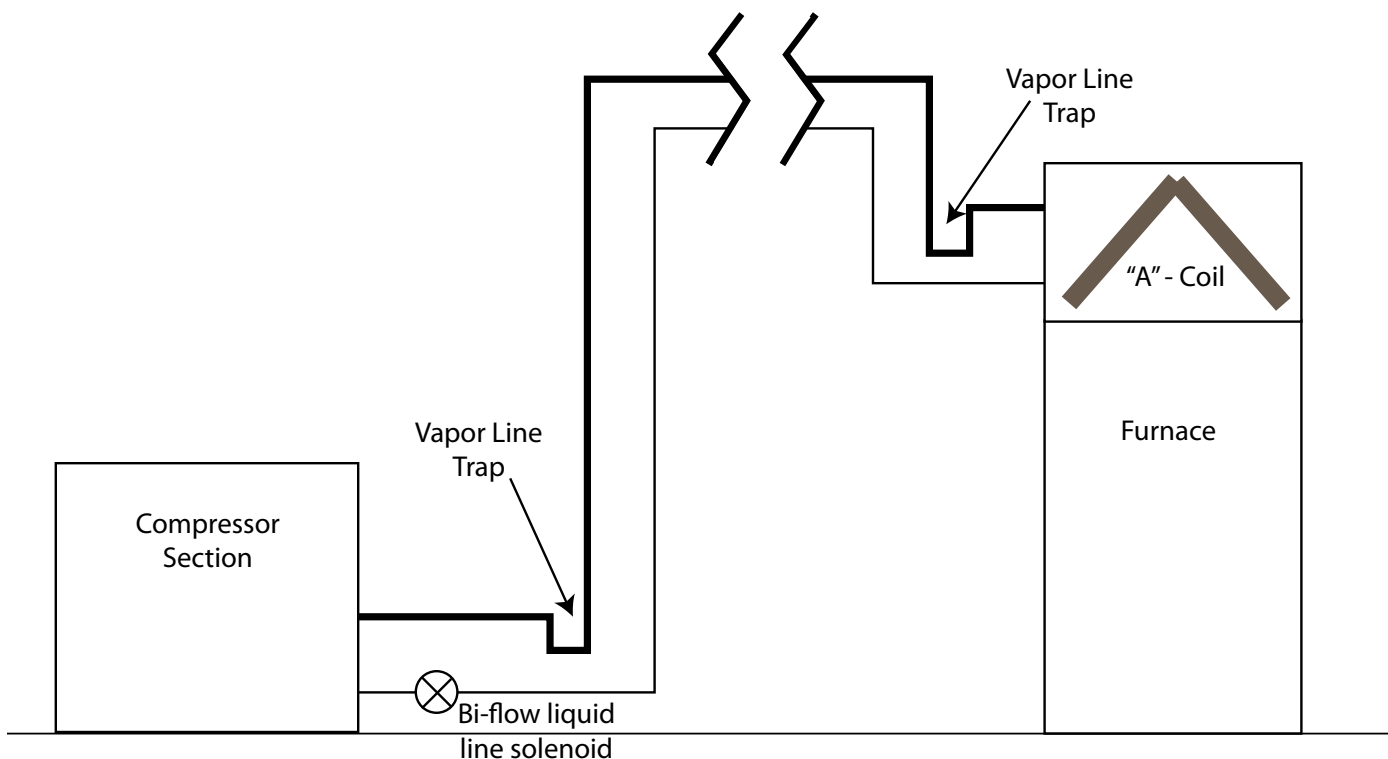 Vapor Line
Trap
“A” - Coil
Vapor Line
Trap
Furnace
Compressor
Section
Bi-flow liquid
line solenoid